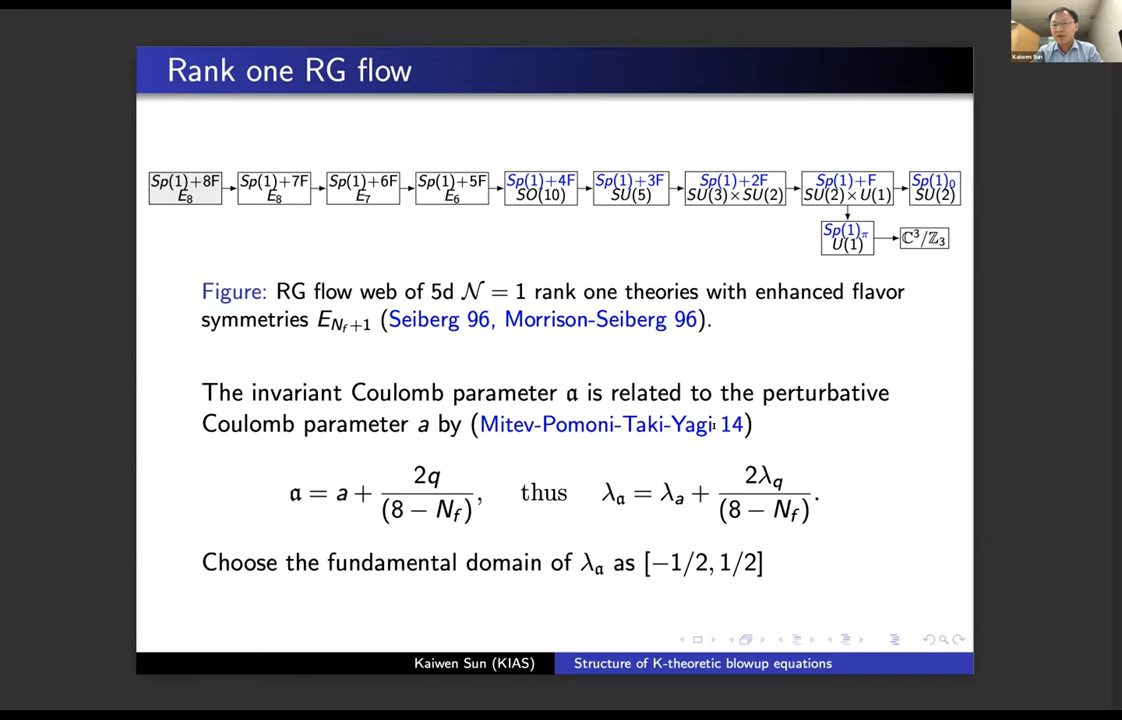 Kaiwen Sun
Rank one RG flow
Sp(1)+8F Sp(1)+7F Sp(1)+6F Sp(1)+5F Sp(1)+4F Sp(1)+3F Sp(1)+2F Sp(1)+F Sp(1)₀
E₈ E₈ E₇ E₆ SO(10) SU(5) SU(3)×SU(2) SU(2)×U(1) SU(2)
Sp(1)π
U(1)
ℂ³/ℤ₃
Figure: RG flow web of 5d 𝒩 = 1 rank one theories with enhanced flavor
symmetries E_{N_f+1} (Seiberg 96, Morrison-Seiberg 96).
The invariant Coulomb parameter 𝔞 is related to the perturbative
Coulomb parameter a by (Mitev-Pomoni-Taki-Yagi 14)
𝔞 = a + 2q/(8 − N_f), thus λ_𝔞 = λ_a + 2λ_q/(8 − N_f).
Choose the fundamental domain of λ_𝔞 as [−1/2, 1/2]
Kaiwen Sun (KIAS) Structure of K-theoretic blowup equations